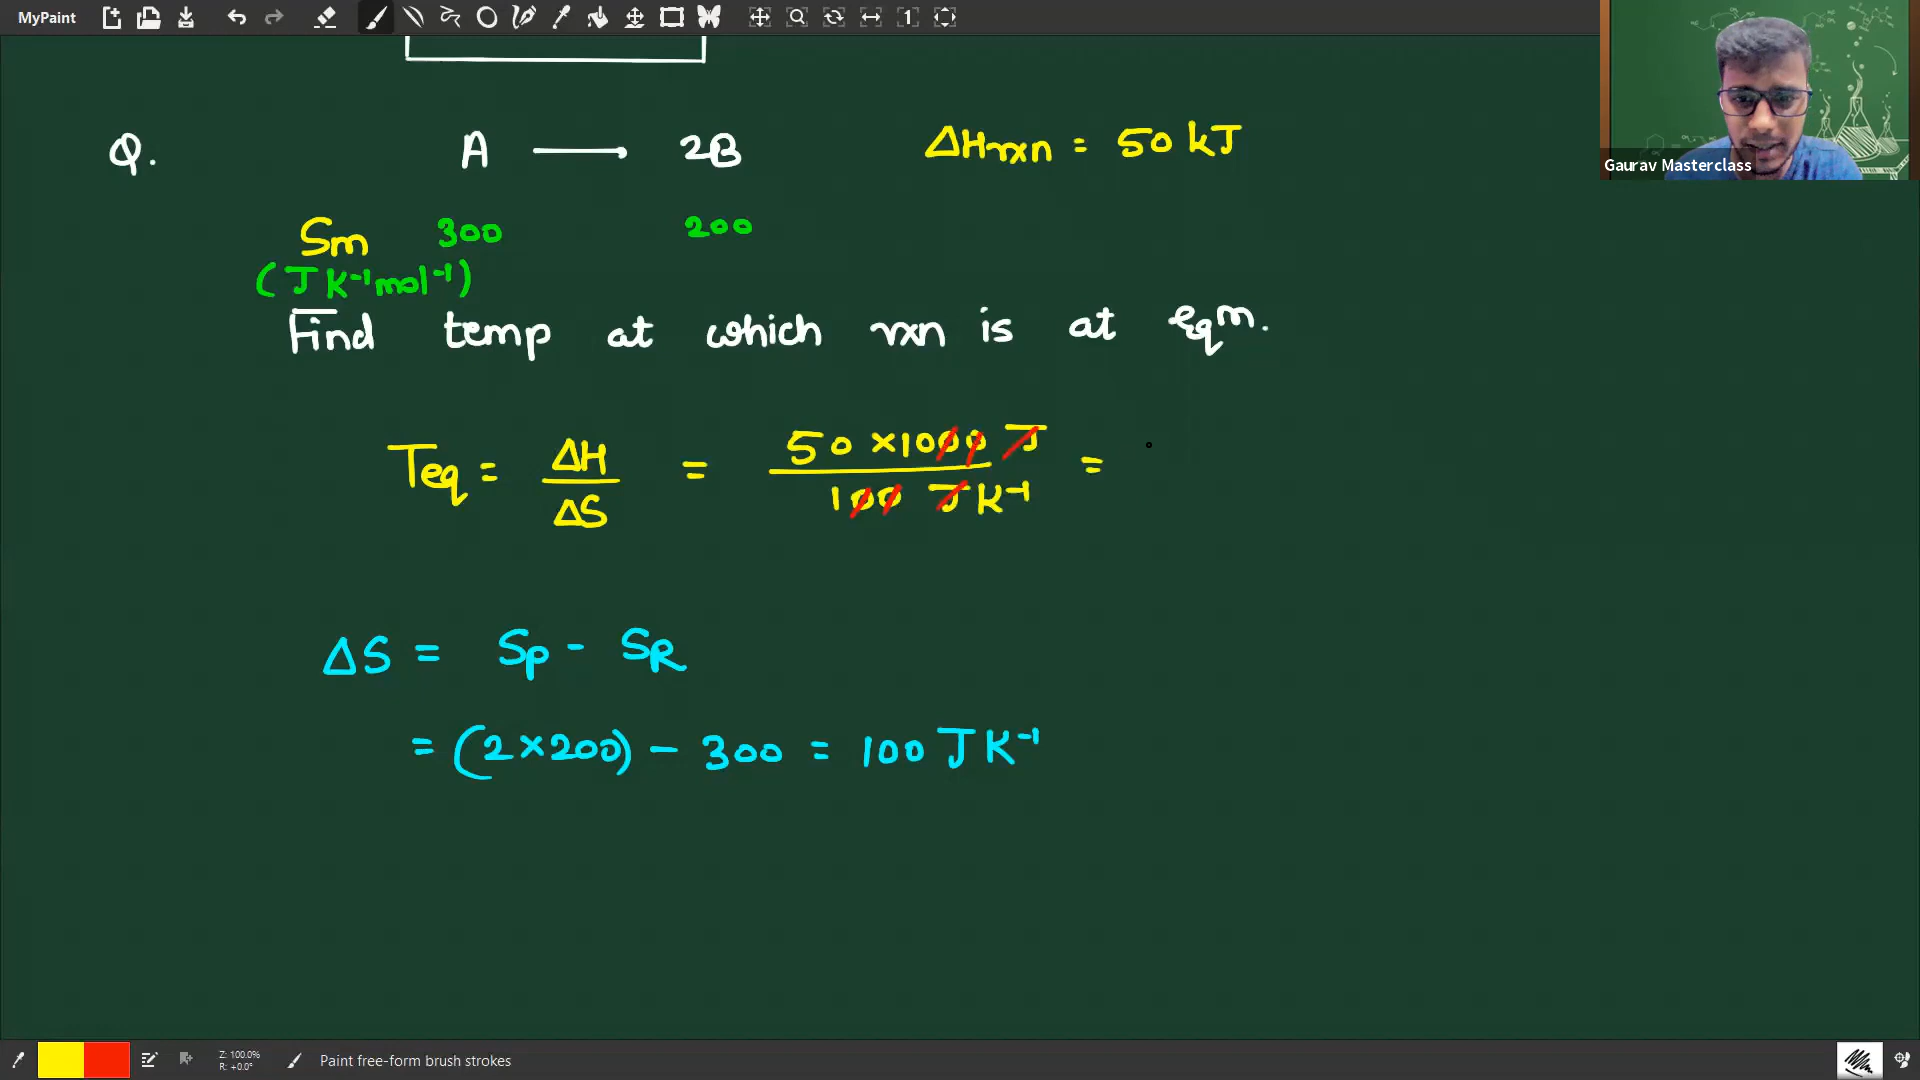 MyPaint
Gaurav Masterclass
Q. A ⟶ 2B ΔHrxn = 50 kJ
Sm 300 200
(J K⁻¹ mol⁻¹)
Find temp at which rxn is at eqᵐ.
Teq = ΔH/ΔS = 50 × 1000 J / 100 J K⁻¹ =
ΔS = Sp - SR
= (2 × 200) - 300 = 100 J K⁻¹
Z: 100.0%
R: +0.0°
Paint free-form brush strokes